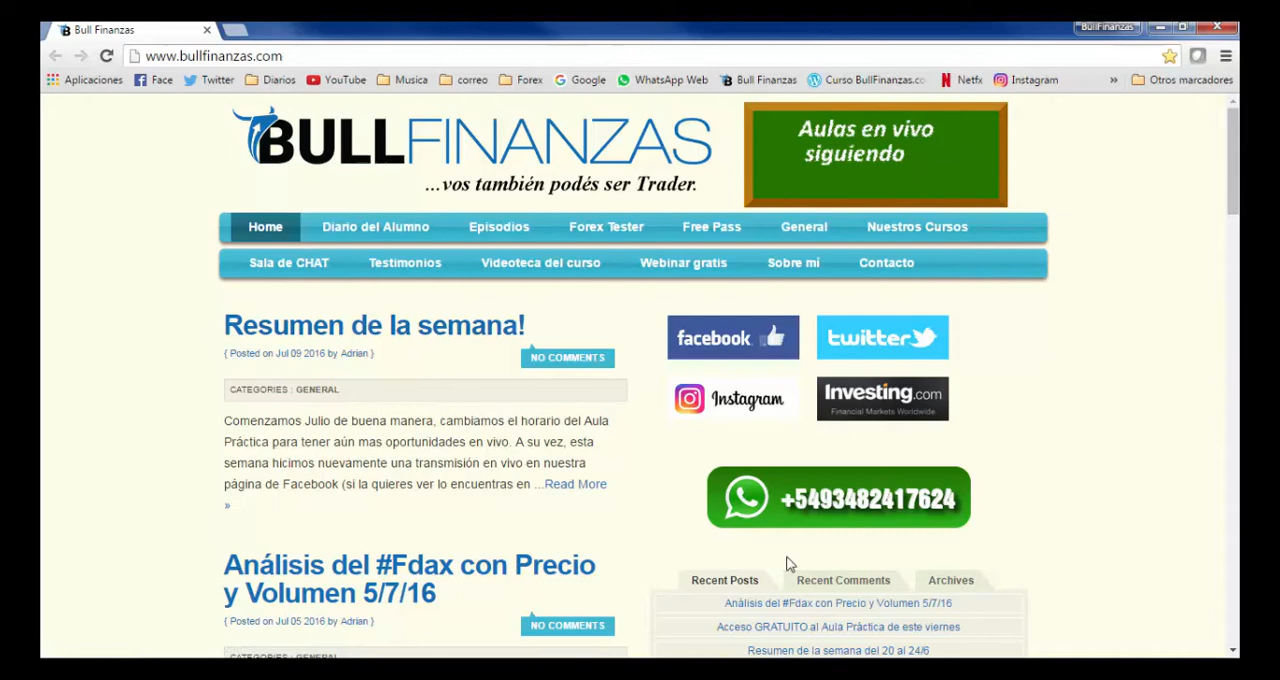 Bull Finanzas
BullFinanzas
www.bullfinanzas.com
Aplicaciones Face Twitter Diarios YouTube Musica correo Forex Google WhatsApp Web Bull Finanzas Curso BullFinanzas.co Netfx Instagram » Otros marcadores
BULLFINANZAS
...vos también podés ser Trader.
Aulas en vivo
siguiendo
Home Diario del Alumno Episodios Forex Tester Free Pass General Nuestros Cursos
Sala de CHAT Testimonios Videoteca del curso Webinar gratis Sobre mí Contacto
Resumen de la semana!
{ Posted on Jul 09 2016 by Adrian }
NO COMMENTS
CATEGORIES : GENERAL
Comenzamos Julio de buena manera, cambiamos el horario del Aula
Práctica para tener aún mas oportunidades en vivo. A su vez, esta
semana hicimos nuevamente una transmisión en vivo en nuestra
página de Facebook (si la quieres ver lo encuentras en ...Read More
»
Análisis del #Fdax con Precio
y Volumen 5/7/16
{ Posted on Jul 05 2016 by Adrian }
NO COMMENTS
CATEGORIES : GENERAL
facebook twitter
Instagram Investing.com
Financial Markets Worldwide
+5493482417624
Recent Posts Recent Comments Archives
Análisis del #Fdax con Precio y Volumen 5/7/16
Acceso GRATUITO al Aula Práctica de este viernes
Resumen de la semana del 20 al 24/6